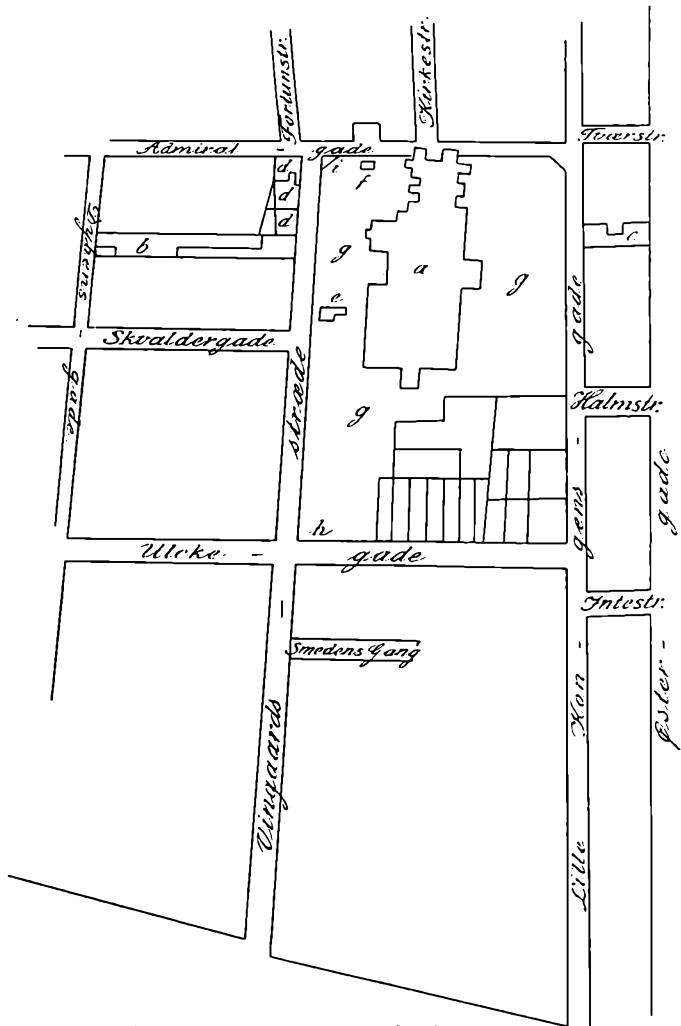 Fortunstr.
Kirkestr.
Admiral - gade
Tværstr.
d
i
f
d
d
b
g
a
g
c
e
Skvaldergade
gade
stræde
g
gade
Halmstr.
gens -
gade
h
Ulcke - gade
Intestr.
Smedens Gang
Vingaards
Kon -
Øster -
Lille